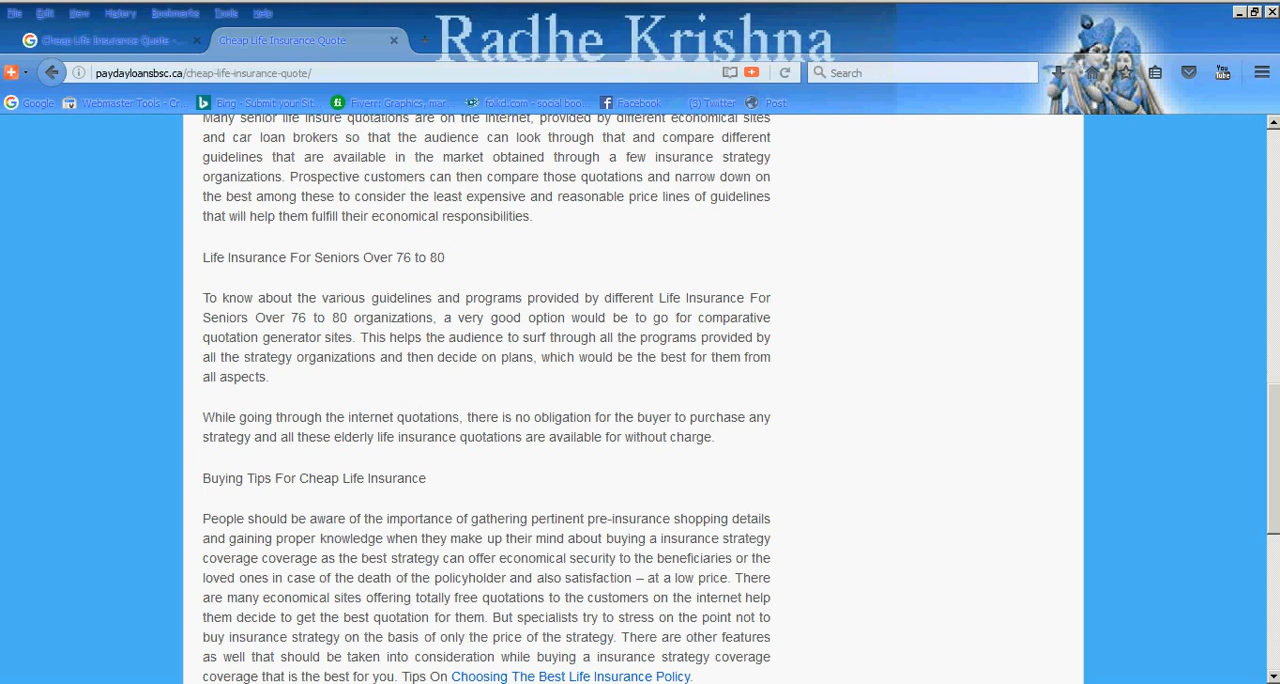 File Edit View History Bookmarks Tools Help
Radhe Krishna
Cheap Life Insurance Quote - ...
Cheap Life Insurance Quote
paydayloansbsc.ca/cheap-life-insurance-quote/
Search
You Tube
Google Webmaster Tools - Cr... Bing - Submit your Sit... Fiverr: Graphics, mar... folkd.com - social boo... Facebook (3) Twitter Post
Many senior life insure quotations are on the internet, provided by different economical sites
and car loan brokers so that the audience can look through that and compare different
guidelines that are available in the market obtained through a few insurance strategy
organizations. Prospective customers can then compare those quotations and narrow down on
the best among these to consider the least expensive and reasonable price lines of guidelines
that will help them fulfill their economical responsibilities.
Life Insurance For Seniors Over 76 to 80
To know about the various guidelines and programs provided by different Life Insurance For
Seniors Over 76 to 80 organizations, a very good option would be to go for comparative
quotation generator sites. This helps the audience to surf through all the programs provided by
all the strategy organizations and then decide on plans, which would be the best for them from
all aspects.
While going through the internet quotations, there is no obligation for the buyer to purchase any
strategy and all these elderly life insurance quotations are available for without charge.
Buying Tips For Cheap Life Insurance
People should be aware of the importance of gathering pertinent pre-insurance shopping details
and gaining proper knowledge when they make up their mind about buying a insurance strategy
coverage coverage as the best strategy can offer economical security to the beneficiaries or the
loved ones in case of the death of the policyholder and also satisfaction – at a low price. There
are many economical sites offering totally free quotations to the customers on the internet help
them decide to get the best quotation for them. But specialists try to stress on the point not to
buy insurance strategy on the basis of only the price of the strategy. There are other features
as well that should be taken into consideration while buying a insurance strategy coverage
coverage that is the best for you. Tips On Choosing The Best Life Insurance Policy.